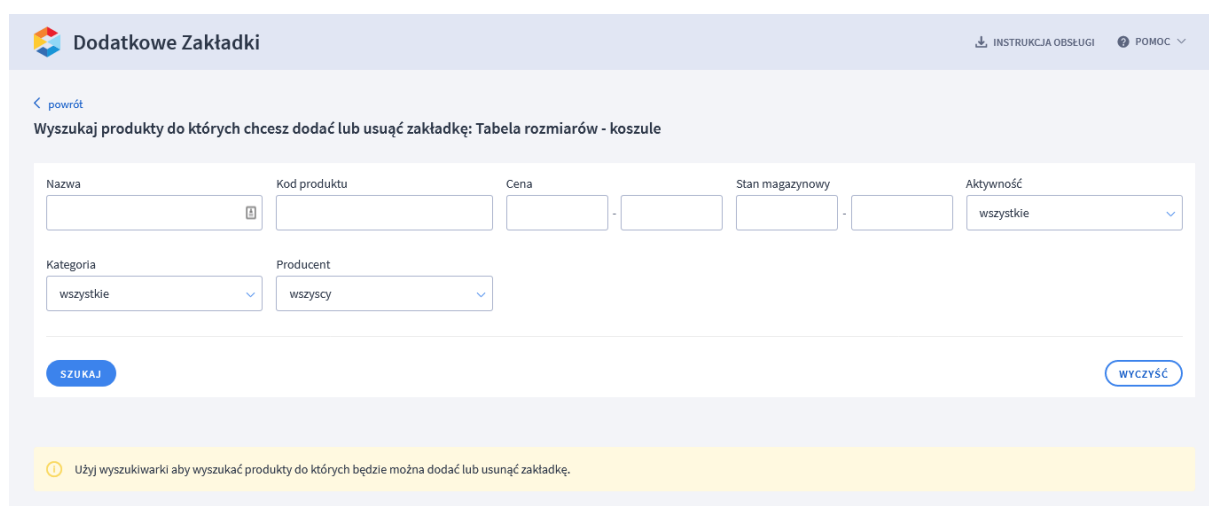 Dodatkowe Zakładki
INSTRUKCJA OBSŁUGI POMOC
powrót
Wyszukaj produkty do których chcesz dodać lub usuąć zakładkę: Tabela rozmiarów - koszule
Nazwa Kod produktu Cena Stan magazynowy Aktywność
- - wszystkie
Kategoria Producent
wszystkie wszyscy
SZUKAJ WYCZYŚĆ
Użyj wyszukiwarki aby wyszukać produkty do których będzie można dodać lub usunąć zakładkę.